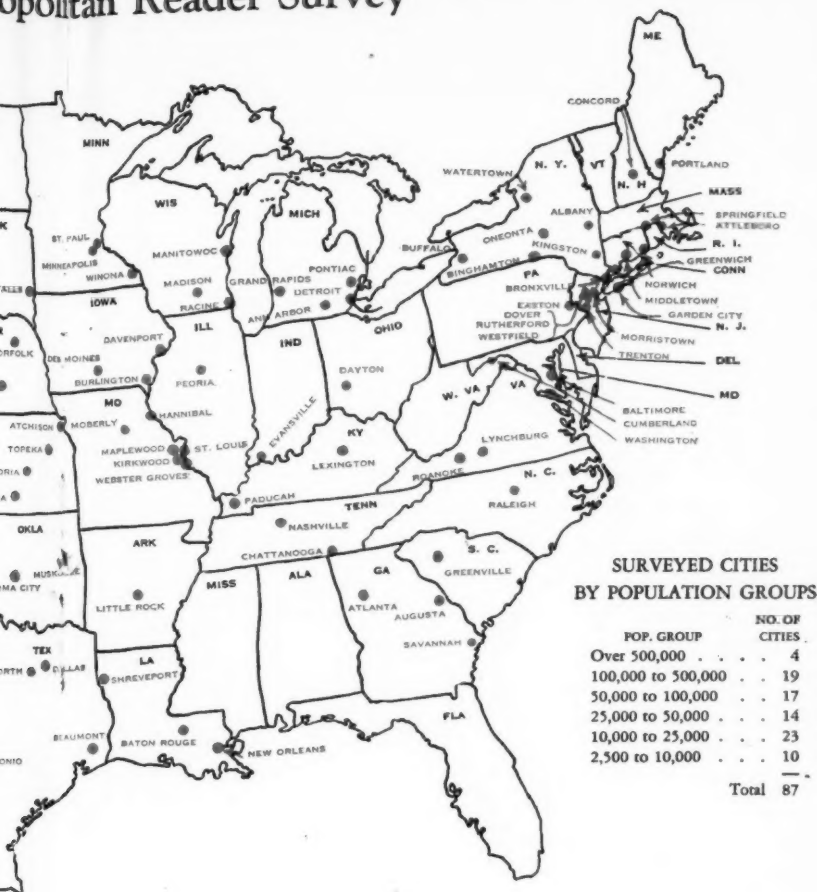 Reader Survey
ME
CONCORD
MINN
WATERTOWN
N. Y.
VT
PORTLAND
N. H
WIS
MICH
MASS
ALBANY
SPRINGFIELD
ATTLEBORO
ST. PAUL
ONEONTA
R. I.
MANITOWOC
BUFFALO
KINGSTON
GREENWICH
MINNEAPOLIS
BINGHAMTON
CONN
WINONA
PONTIAC
PA
NORWICH
MADISON
GRAND RAPIDS
BRONXVILLE
MIDDLETOWN
DETROIT
EASTON
GARDEN CITY
RACINE
ANN ARBOR
DOVER
N. J.
IOWA
RUTHERFORD
ILL
OHIO
WESTFIELD
MORRISTOWN
DAVENPORT
IND
TRENTON
DEL
DES MOINES
DAYTON
BURLINGTON
PEORIA
W. VA
VA
MD
MO
BALTIMORE
HANNIBAL
CUMBERLAND
ATCHISON
MOBERLY
EVANSVILLE
KY
LYNCHBURG
WASHINGTON
TOPEKA
MAPLEWOOD
ST. LOUIS
LEXINGTON
KIRKWOOD
ROANOKE
WEBSTER GROVES
N. C.
PADUCAH
TENN
RALEIGH
OKLA
NASHVILLE
ARK
CHATTANOOGA
S. C.
GREENVILLE
MISS
ALA
GA
LITTLE ROCK
ATLANTA
AUGUSTA
SAVANNAH
TEX
LA
DALLAS
SHREVEPORT
FLA
BEAUMONT
BATON ROUGE
NEW ORLEANS
SURVEYED CITIES
BY POPULATION GROUPS
NO. OF
POP. GROUP CITIES
Over 500,000 . . . . 4
100,000 to 500,000 . . 19
50,000 to 100,000 . . 17
25,000 to 50,000 . . . 14
10,000 to 25,000 . . . 23
2,500 to 10,000 . . . 10
Total 87